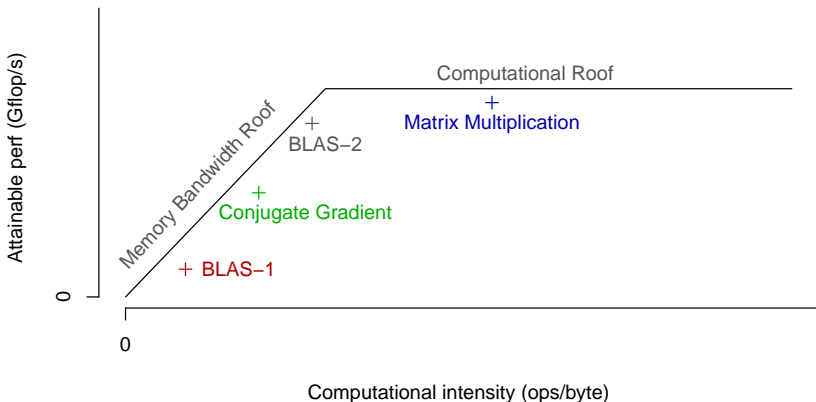 Computational Roof
Matrix Multiplication
BLAS−2
Memory Bandwidth Roof
Conjugate Gradient
BLAS−1
Attainable perf (Gflop/s)
0
0
Computational intensity (ops/byte)